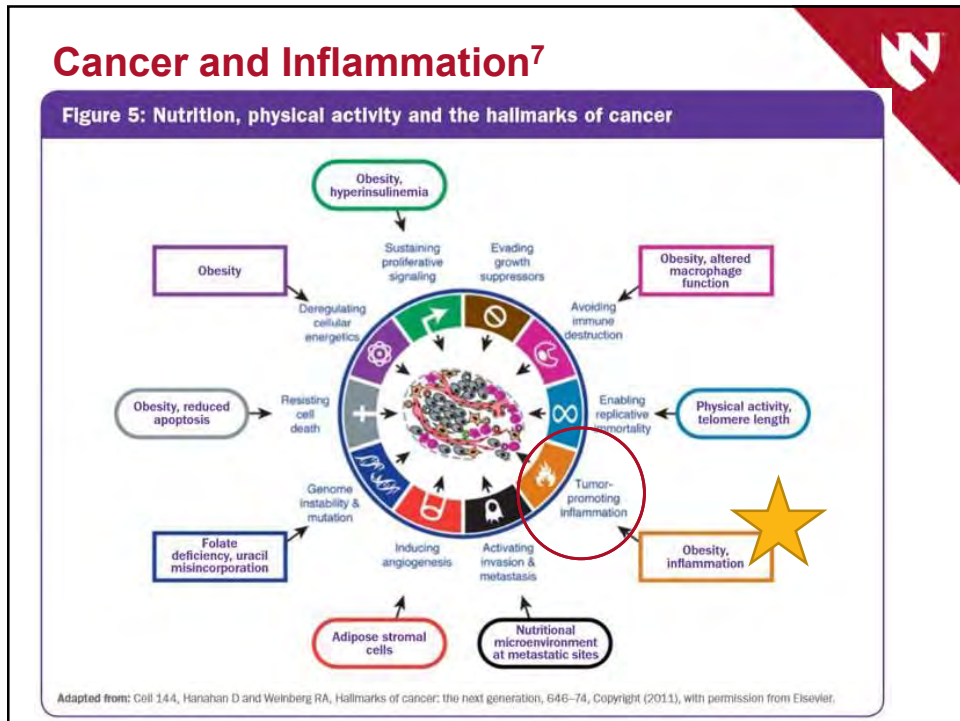 Cancer and Inflammation⁷
Figure 5: Nutrition, physical activity and the hallmarks of cancer
Obesity,
hyperinsulinemia
Sustaining
proliferative
signaling
Evading
growth
suppressors
Obesity
Obesity, altered
macrophage
function
Deregulating
cellular
energetics
Avoiding
immune
destruction
Obesity, reduced
apoptosis
Resisting
cell
death
Enabling
replicative
immortality
Physical activity,
telomere length
Genome
instability &
mutation
Tumor-
promoting
inflammation
Folate
deficiency, uracil
misincorporation
Inducing
angiogenesis
Activating
invasion &
metastasis
Obesity,
inflammation
Adipose stromal
cells
Nutritional
microenvironment
at metastatic sites
Adapted from: Cell 144, Hanahan D and Weinberg RA, Hallmarks of cancer: the next generation, 646–74, Copyright (2011), with permission from Elsevier.